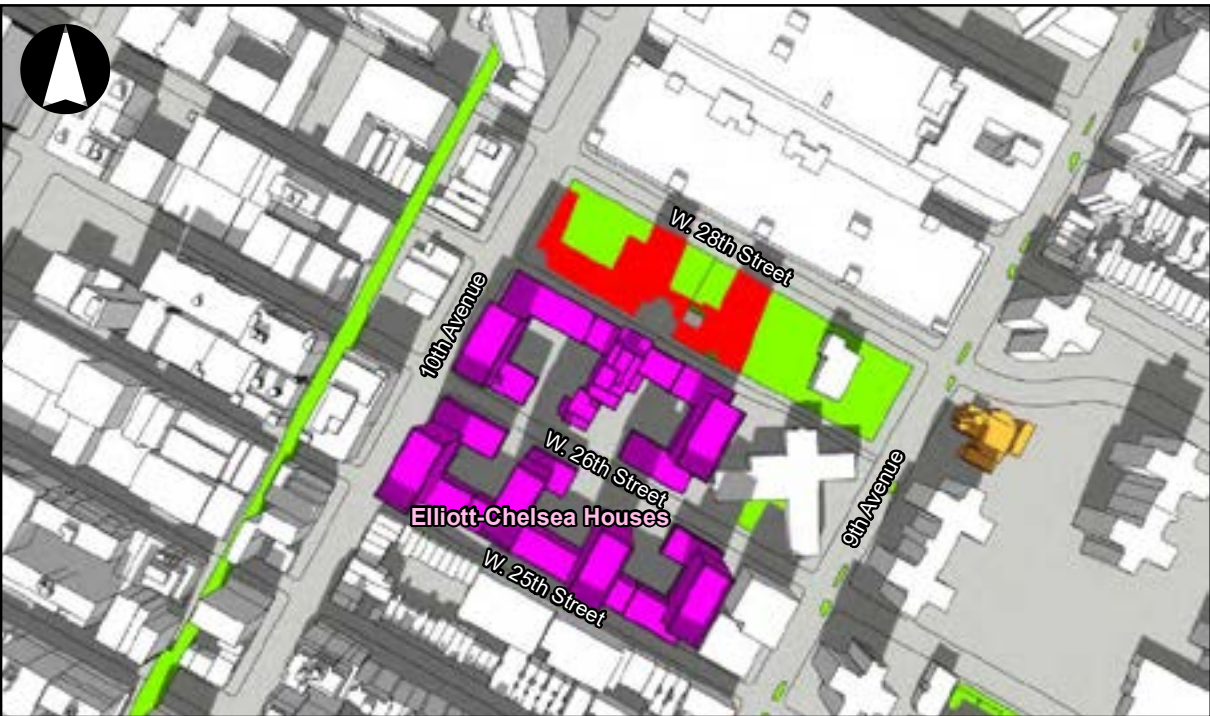 W. 28th Street
10th Avenue
W. 26th Street
9th Avenue
Elliott-Chelsea Houses
W. 25th Street